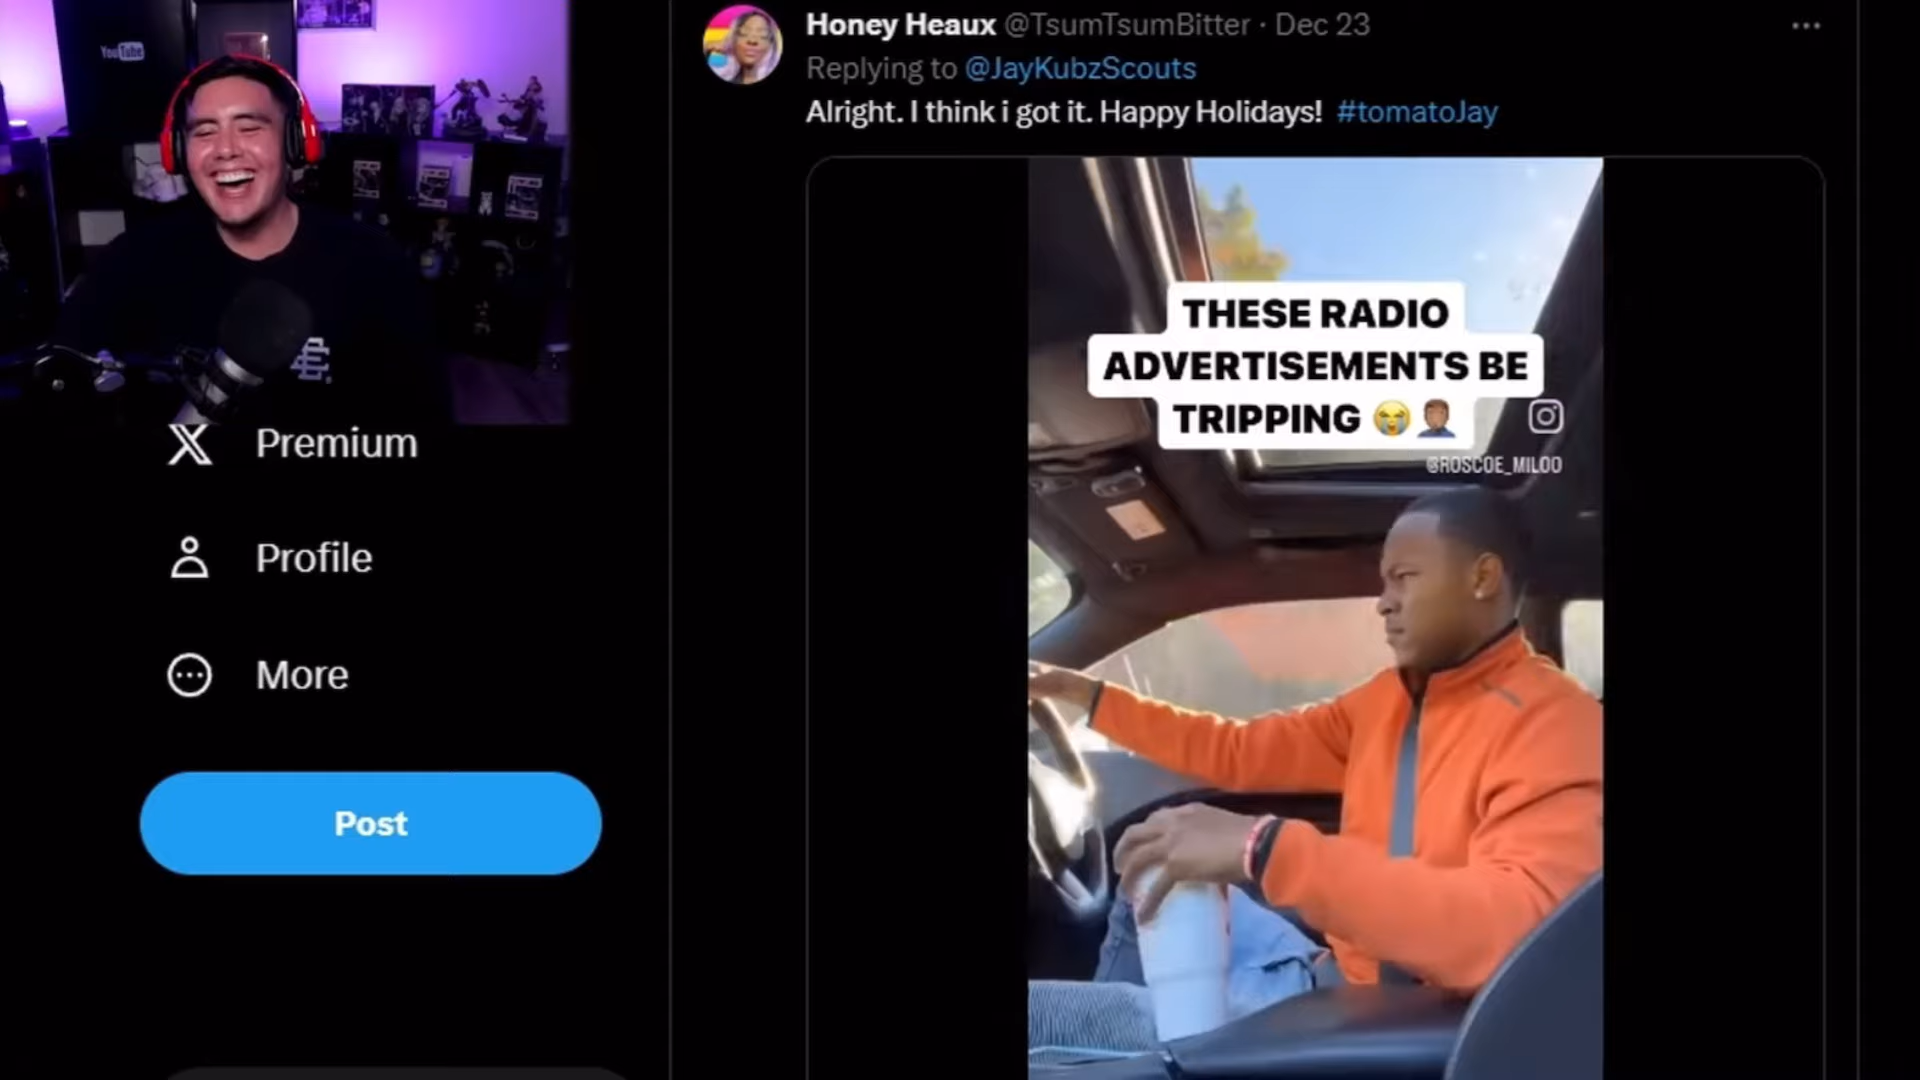 YouTube
Honey Heaux @TsumTsumBitter · Dec 23
Replying to @JayKubzScouts
Alright. I think i got it. Happy Holidays! #tomatoJay
THESE RADIO
ADVERTISEMENTS BE
TRIPPING 😭🤦🏾‍♂️
@ROSCOE_MILOO
Premium
Profile
More
Post